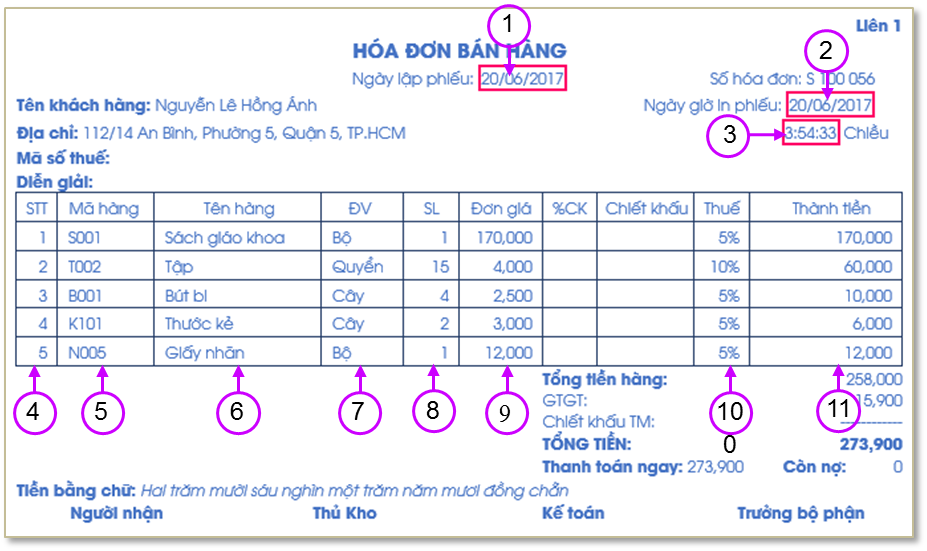 Liên 1
1
HÓA ĐƠN BÁN HÀNG
2
Ngày lập phiếu: 20/06/2017
Số hóa đơn: S 100 056
Tên khách hàng: Nguyễn Lê Hồng Ánh
Ngày giờ in phiếu: 20/06/2017
Địa chỉ: 112/14 An Bình, Phường 5, Quận 5, TP.HCM
3 3:54:33 Chiều
Mã số thuế:
Diễn giải:
STT Mã hàng Tên hàng ĐV SL Đơn giá %CK Chiết khấu Thuế Thành tiền
1 S001 Sách giáo khoa Bộ 1 170,000 5% 170,000
2 T002 Tập Quyển 15 4,000 10% 60,000
3 B001 Bút bi Cây 4 2,500 5% 10,000
4 K101 Thước kẻ Cây 2 3,000 5% 6,000
5 N005 Giấy nhãn Bộ 1 12,000 5% 12,000
Tổng tiền hàng: 258,000
4 5 6 7 8 9 10 11
GTGT: 15,900
Chiết khấu TM: ------------
0
TỔNG TIỀN: 273,900
Thanh toán ngay: 273,900 Còn nợ: 0
Tiền bằng chữ: Hai trăm mười sáu nghìn một trăm năm mươi đồng chẵn
Người nhận Thủ Kho Kế toán Trưởng bộ phận